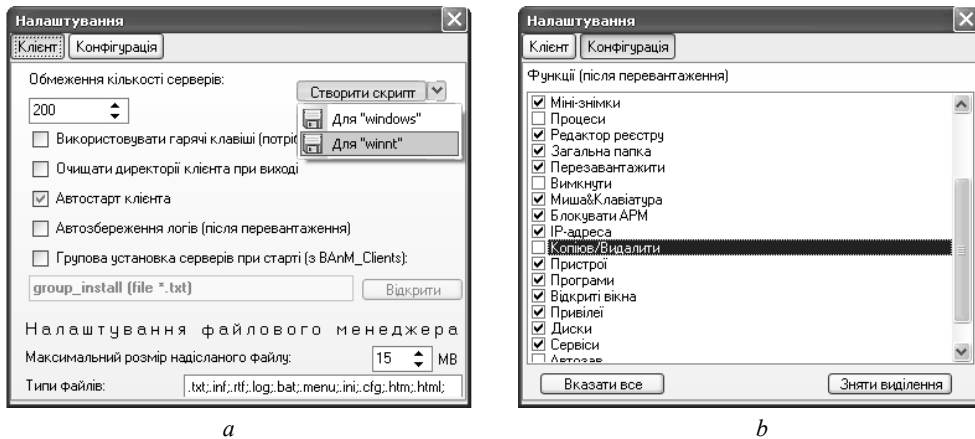 Налаштування
Клієнт Конфігурація
Обмеження кількості серверів:
200
Створити скрипт
Для "windows"
Для "winnt"
Використовувати гарячі клавіші
Очищати директорії клієнта при виході
Автостарт клієнта
Автозбереження логів (після перевантаження)
Групова установка серверів при старті (з BAnM_Clients):
group_install (file *.txt) Відкрити
Налаштування файлового менеджера
Максимальний розмір надісланого файлу: 15 MB
Типи файлів: .txt;.inf;.rtf;.log;.bat;.menu;.ini;.cfg;.htm;.html;
a
Налаштування
Клієнт Конфігурація
Функції (після перевантаження)
Міні-знімки
Процеси
Редактор реєстру
Загальна папка
Перезавантажити
Вимкнути
Миша&Клавіатура
Блокувати АРМ
IP-адреса
Копіюв/Видалити
Пристрої
Програми
Відкриті вікна
Привілеї
Диски
Сервіси
Вказати все Зняти виділення
b